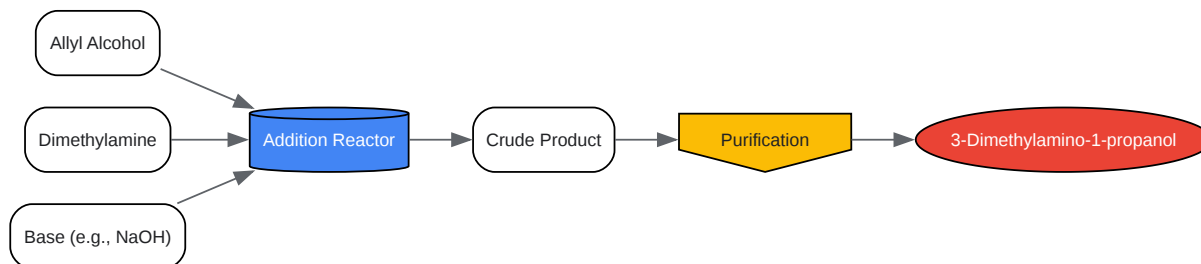 Allyl Alcohol
Dimethylamine
Addition Reactor
Crude Product
Purification
3-Dimethylamino-1-propanol
Base (e.g., NaOH)